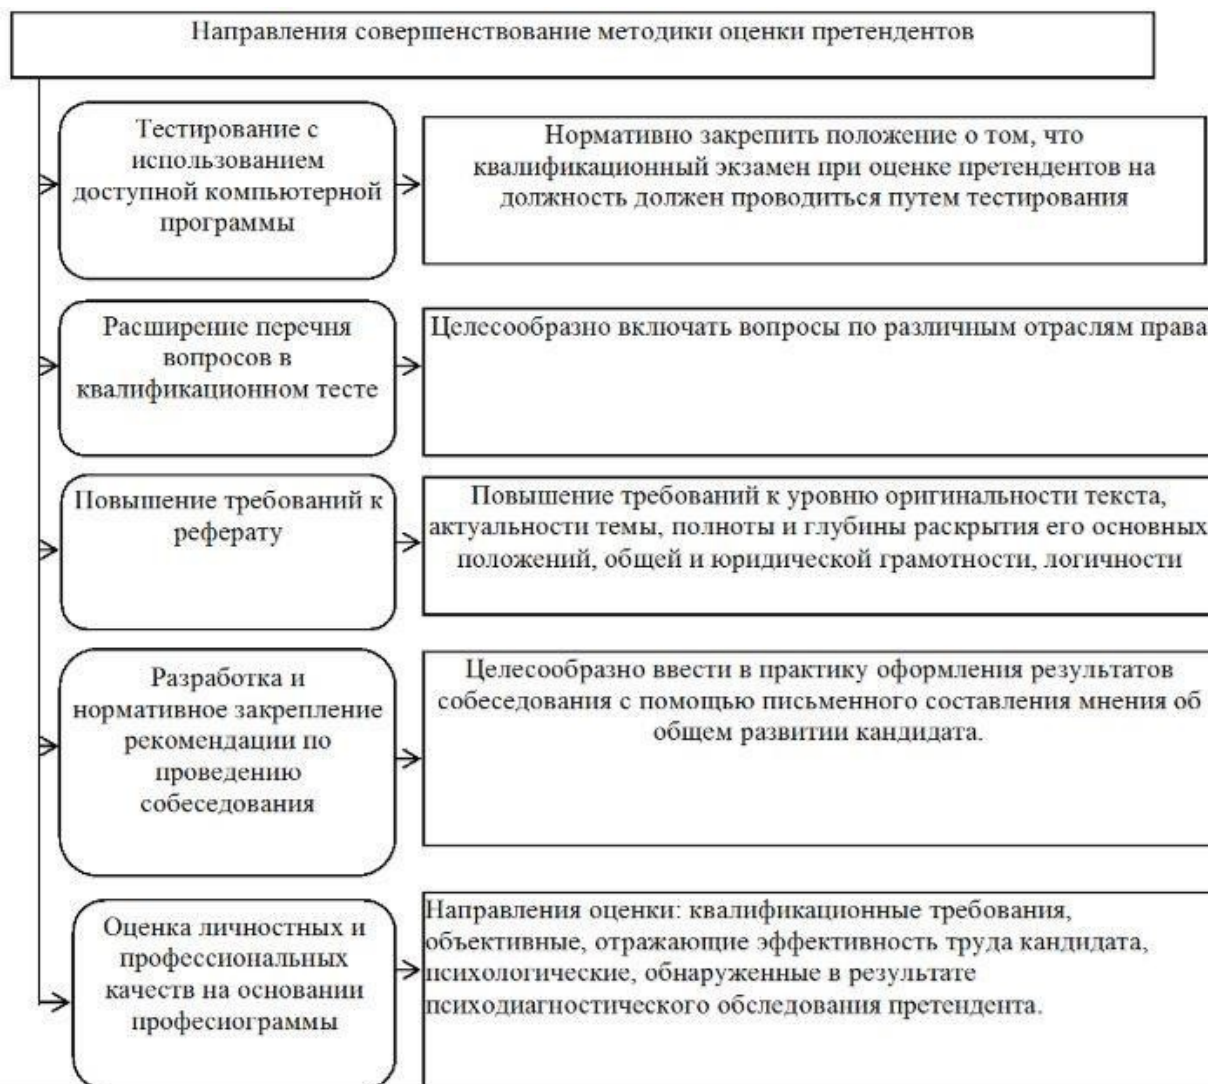 Направления совершенствование методики оценки претендентов
Тестирование с
использованием
доступной компьютерной
программы
Нормативно закрепить положение о том, что
квалификационный экзамен при оценке претендентов на
должность должен проводиться путем тестирования
Расширение перечня
вопросов в
квалификационном тесте
Целесообразно включать вопросы по различным отраслям права
Повышение требований к
реферату
Повышение требований к уровню оригинальности текста,
актуальности темы, полноты и глубины раскрытия его основных
положений, общей и юридической грамотности, логичности
Разработка и
нормативное закрепление
рекомендации по
проведению
собеседования
Целесообразно ввести в практику оформления результатов
собеседования с помощью письменного составления мнения об
общем развитии кандидата.
Оценка личностных и
профессиональных
качеств на основании
професиограммы
Направления оценки: квалификационные требования,
объективные, отражающие эффективность труда кандидата,
психологические, обнаруженные в результате
психодиагностического обследования претендента.